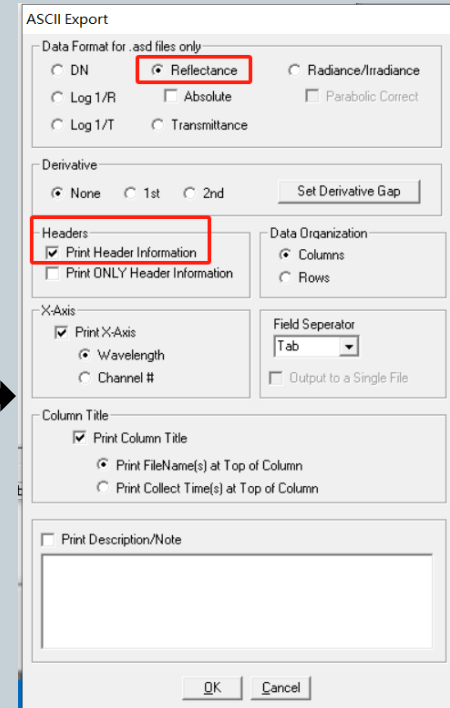 ASCII Export
Data Format for .asd files only
DN Reflectance Radiance/Irradiance
Log 1/R Absolute Parabolic Correct
Log 1/T Transmittance
Derivative
None 1st 2nd Set Derivative Gap
Headers
Print Header Information
Print ONLY Header Information
Data Organization
Columns
Rows
X-Axis
Print X-Axis
Wavelength
Channel #
Field Seperator
Tab
Output to a Single File
Column Title
Print Column Title
Print FileName(s) at Top of Column
Print Collect Time(s) at Top of Column
Print Description/Note
OK Cancel